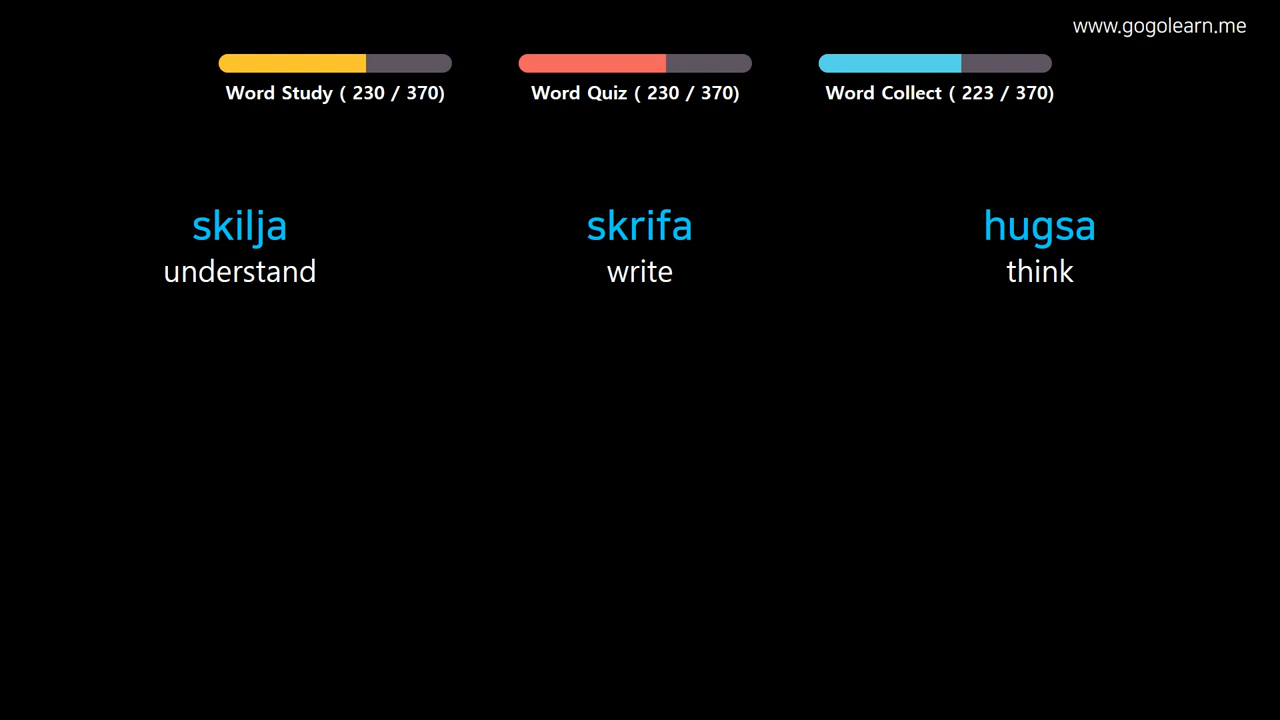 www.gogolearn.me
Word Study ( 230 / 370)
Word Quiz ( 230 / 370)
Word Collect ( 223 / 370)
skilja
understand
skrifa
write
hugsa
think